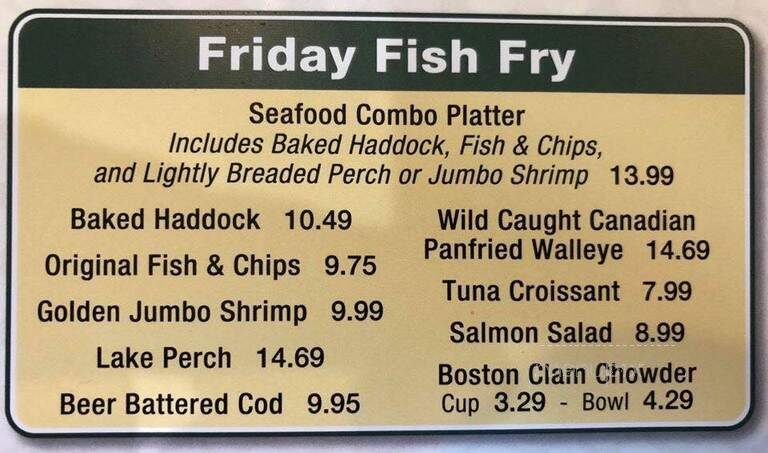 Friday Fish Fry
Seafood Combo Platter
Includes Baked Haddock, Fish & Chips,
and Lightly Breaded Perch or Jumbo Shrimp 13.99
Baked Haddock 10.49
Original Fish & Chips 9.75
Golden Jumbo Shrimp 9.99
Lake Perch 14.69
Beer Battered Cod 9.95
Wild Caught Canadian
Panfried Walleye 14.69
Tuna Croissant 7.99
Salmon Salad 8.99
Boston Clam Chowder
Cup 3.29 - Bowl 4.29